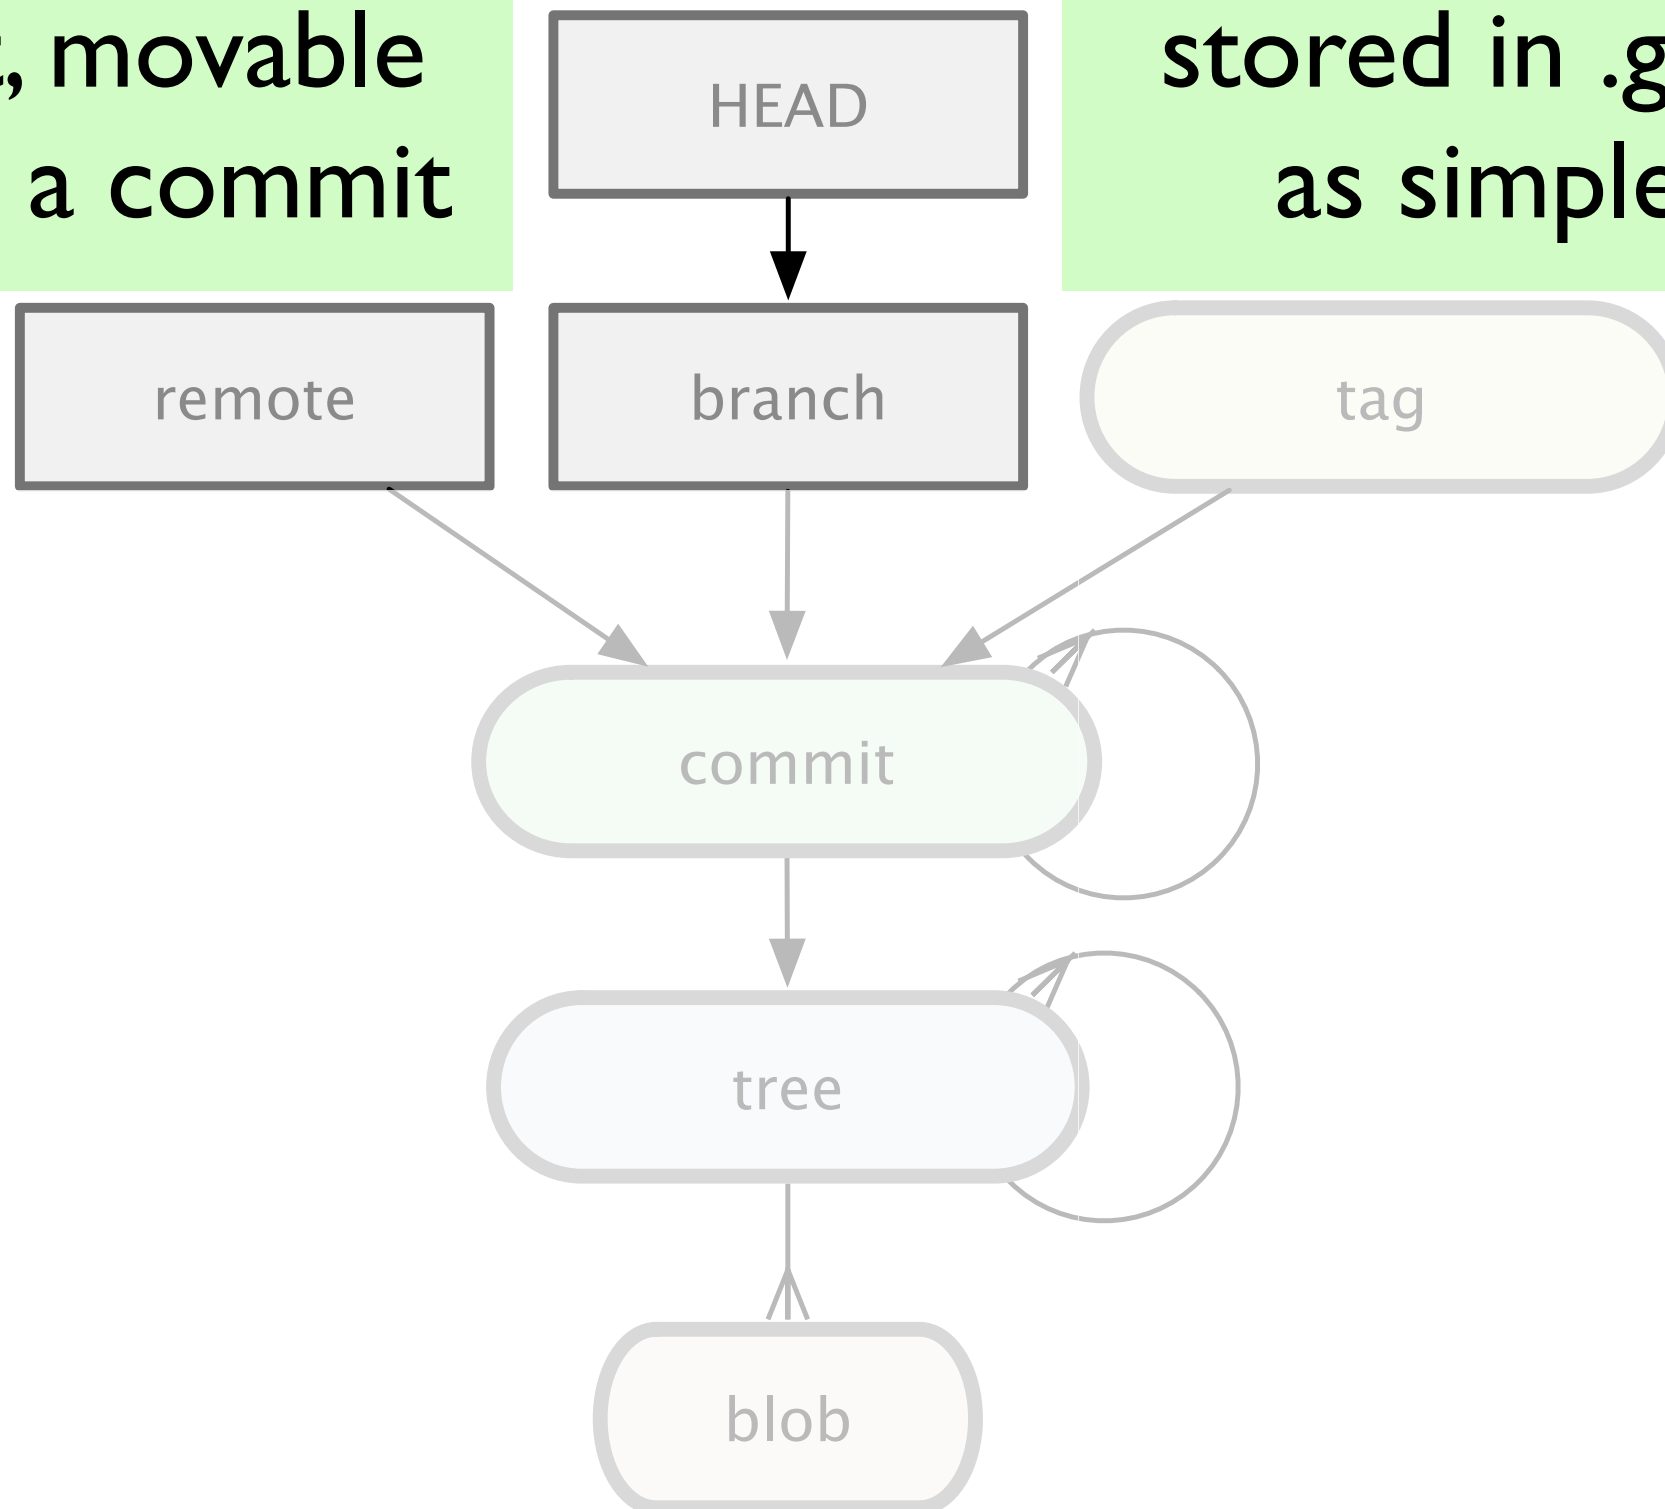 , movable
a commit
HEAD
stored in .g
as simple
remote
branch
tag
commit
tree
blob